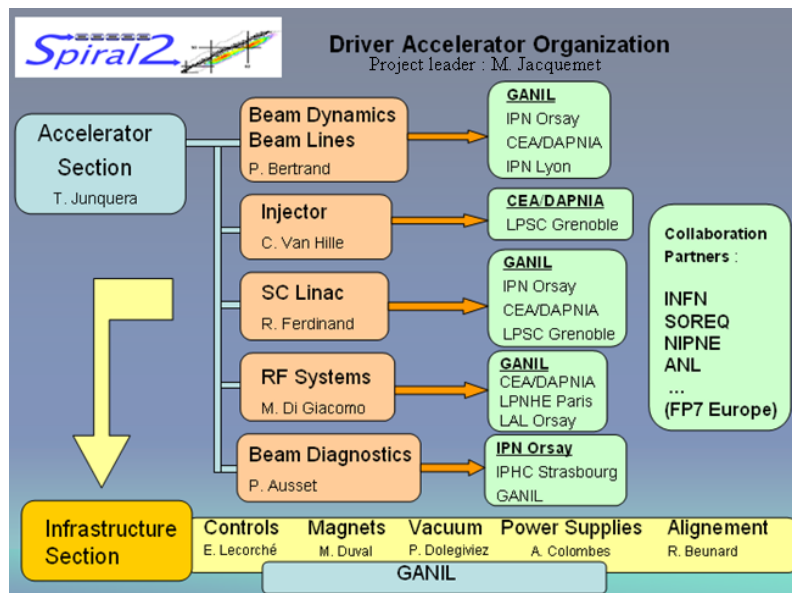 Spiral2
Driver Accelerator Organization
Project leader : M. Jacquemet
Accelerator
Section
T. Junquera
Beam Dynamics
Beam Lines
P. Bertrand
GANIL
IPN Orsay
CEA/DAPNIA
IPN Lyon
Injector
C. Van Hille
CEA/DAPNIA
LPSC Grenoble
SC Linac
R. Ferdinand
GANIL
IPN Orsay
CEA/DAPNIA
LPSC Grenoble
RF Systems
M. Di Giacomo
GANIL
CEA/DAPNIA
LPNHE Paris
LAL Orsay
Beam Diagnostics
P. Ausset
IPN Orsay
IPHC Strasbourg
GANIL
Collaboration
Partners :
INFN
SOREQ
NIPNE
ANL
...
(FP7 Europe)
Infrastructure
Section
Controls Magnets Vacuum Power Supplies Alignement
E. Lecorché M. Duval P. Dolegiviez A. Colombes R. Beunard
GANIL